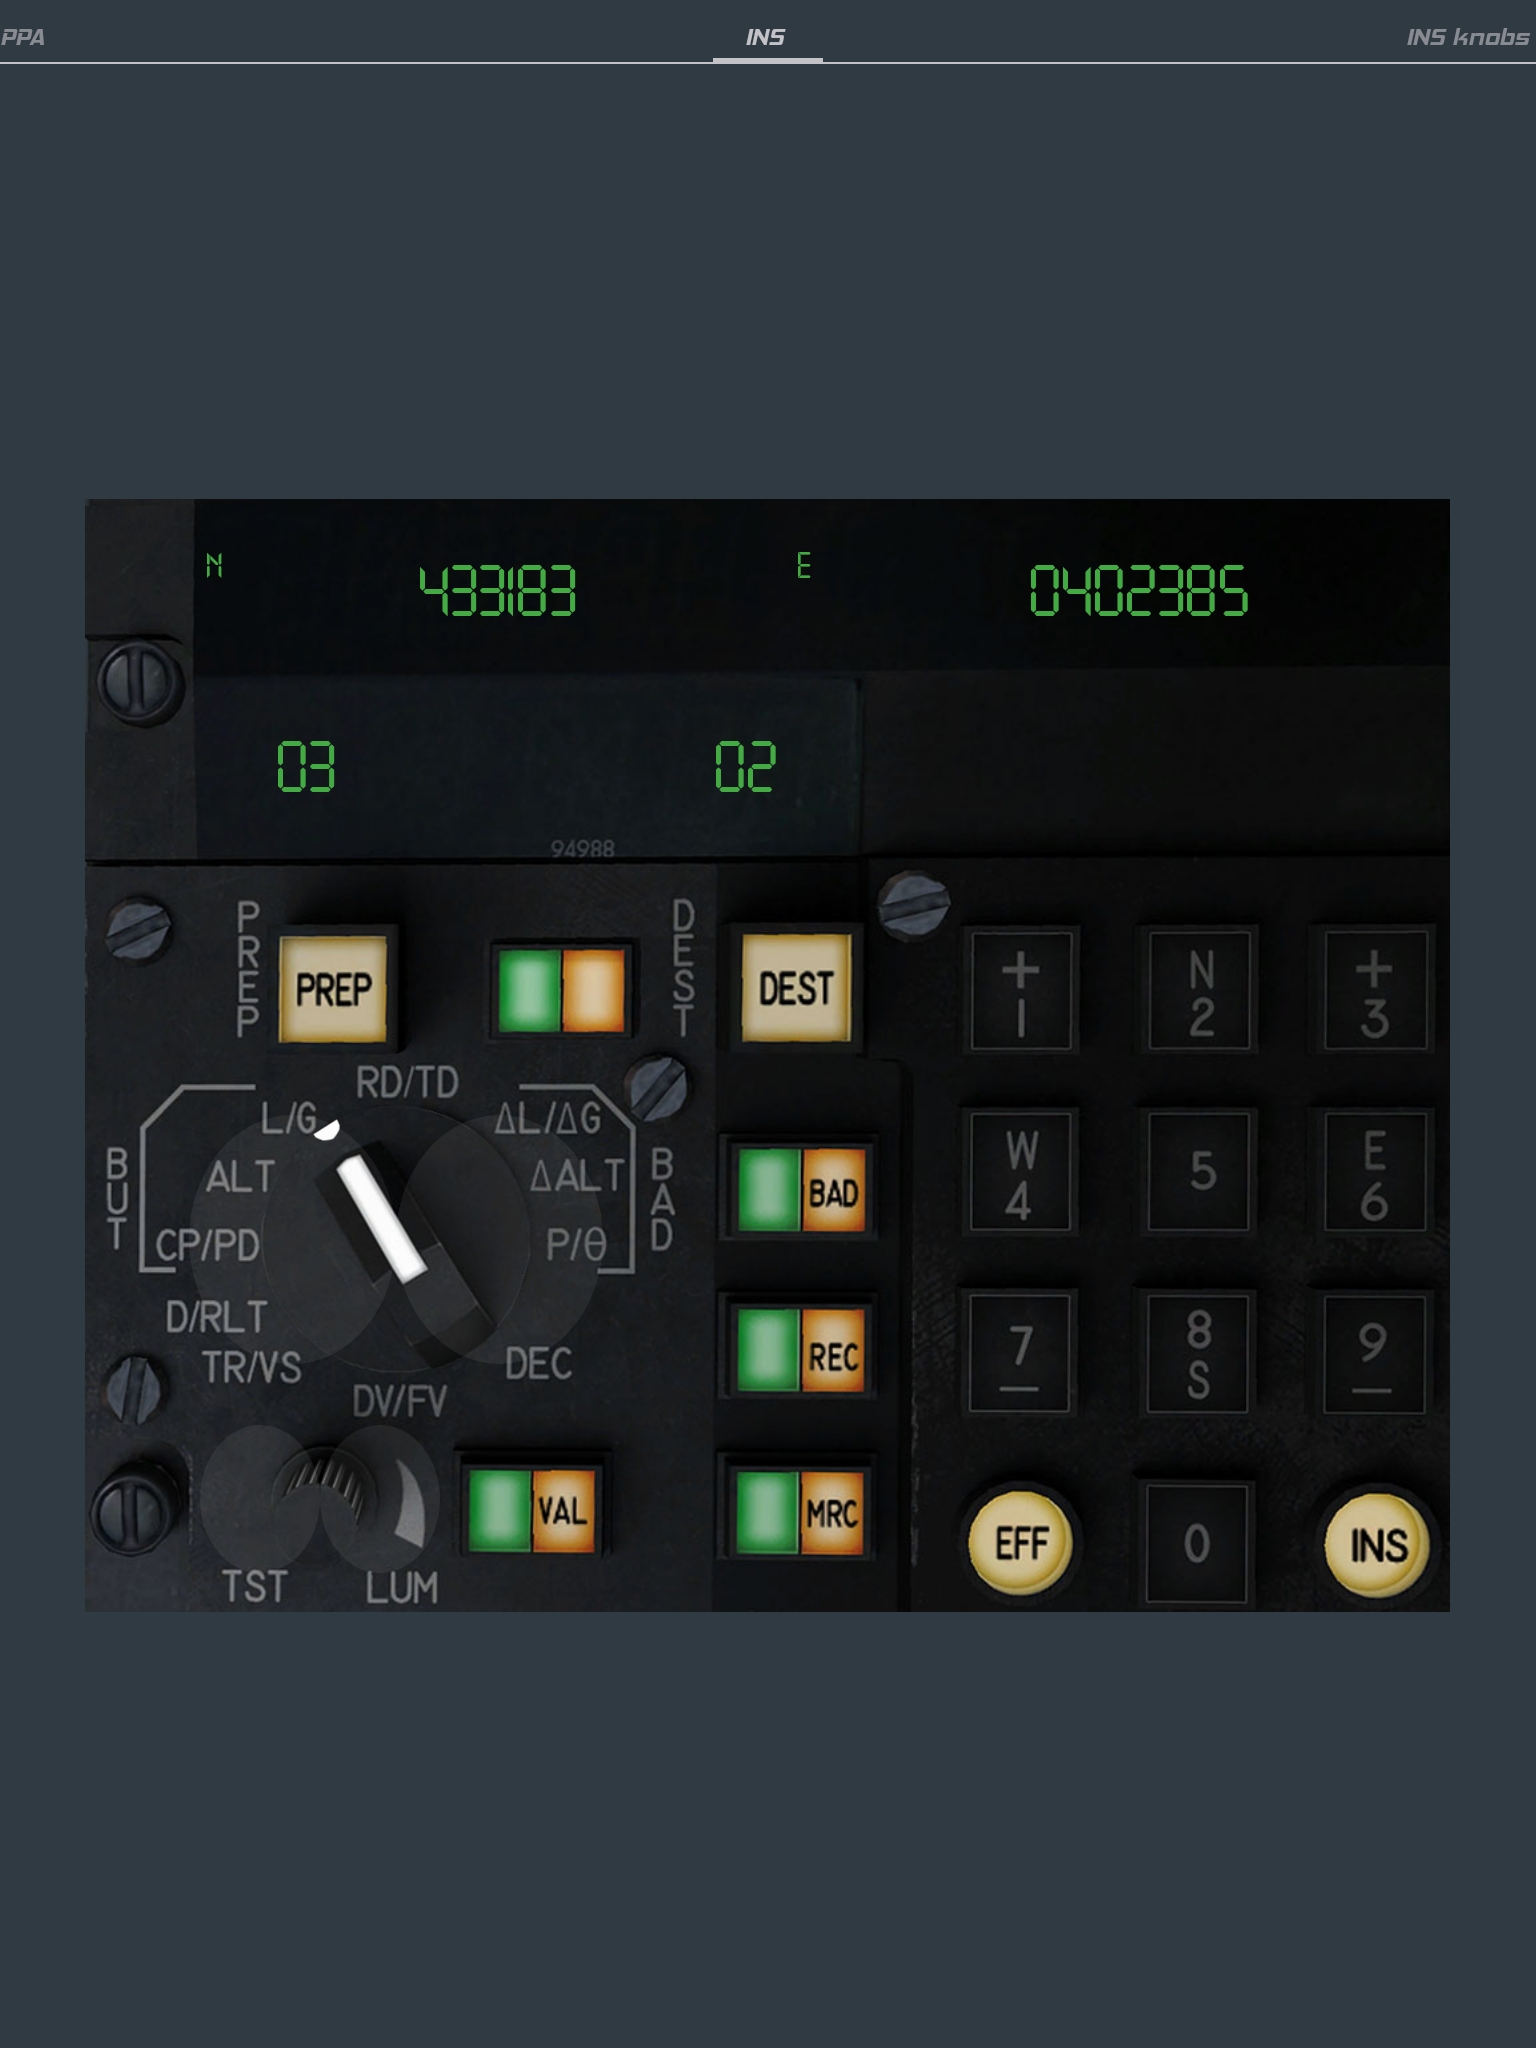 PPA
INS
INS knobs
N 433183 E 0402385
03 02
94988
PREP
PREP
DEST
DEST
+
1
N
2
+
3
RD/TD
L/G
ΔL/ΔG
BUT
ALT
ΔALT
BAD
CP/PD
P/θ
D/RLT
TR/VS
DEC
DV/FV
BAD
W
4
5
E
6
REC
7
—
8
S
9
—
VAL
MRC
EFF
0
INS
TST
LUM